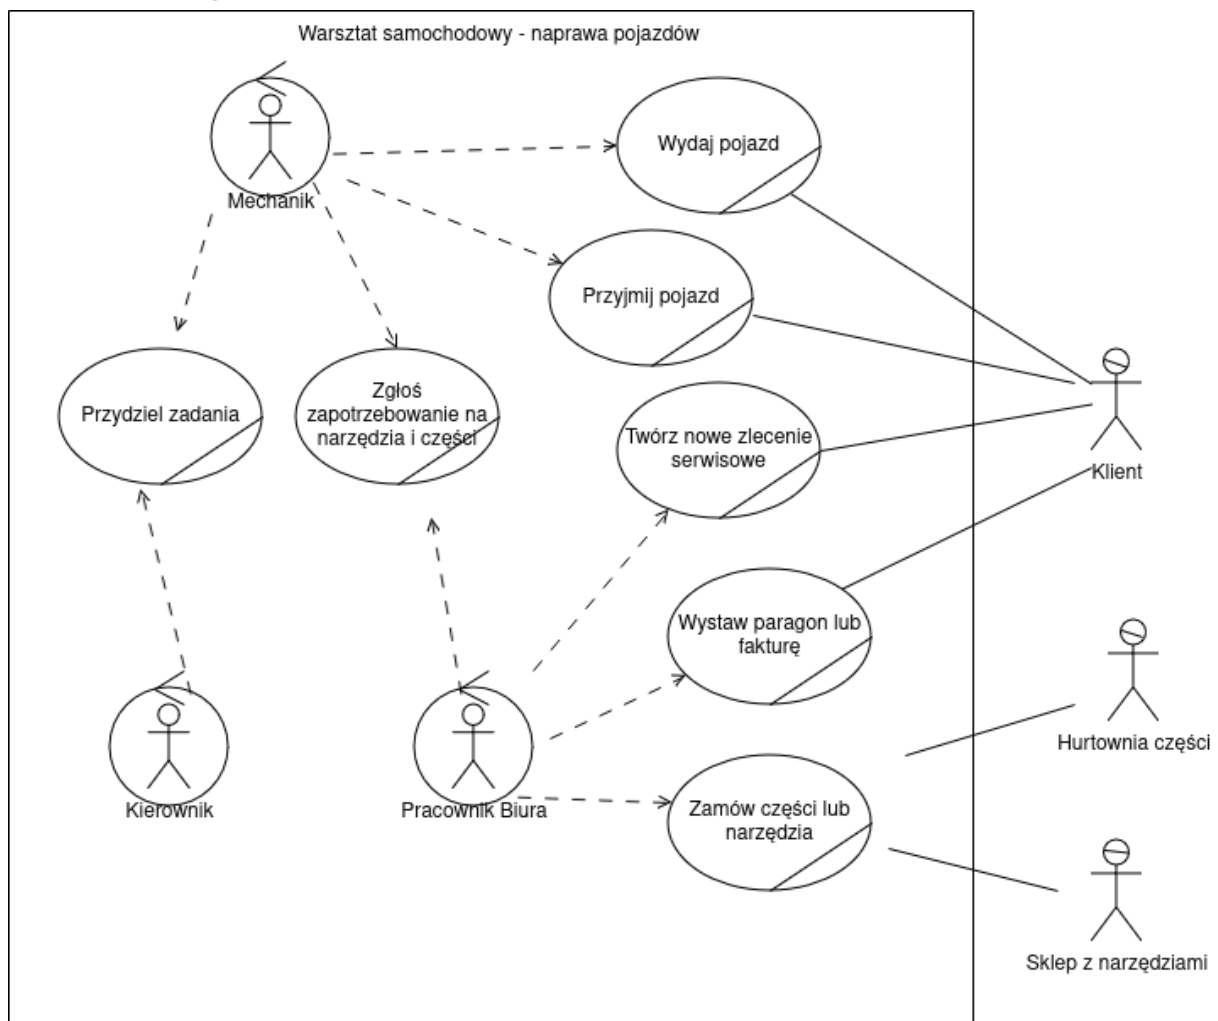 Warsztat samochodowy - naprawa pojazdów
Wydaj pojazd
Mechanik
Przyjmij pojazd
Przydziel zadania
Zgłoś
zapotrzebowanie na
narzędzia i części
Twórz nowe zlecenie
serwisowe
Klient
Wystaw paragon lub
fakturę
Hurtownia części
Kierownik
Pracownik Biura
Zamów części lub
narzędzia
Sklep z narzędziami